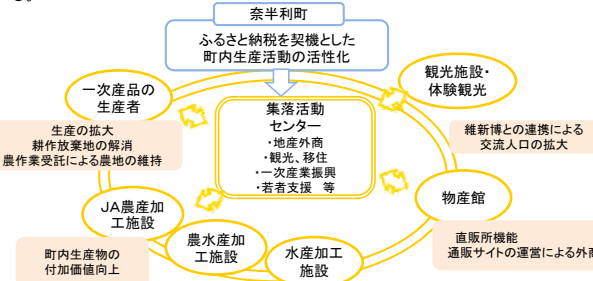 る。
奈半利町
ふるさと納税を契機とした
町内生産活動の活性化
一次産品の
生産者
観光施設・
体験観光
集落活動
センター
・地産外商
・観光、移住
・一次産業振興
・若者支援 等
生産の拡大
耕作放棄地の解消
農作業受託による農地の維持
維新博との連携による
交流人口の拡大
JA農産加
工施設
物産館
農水産加
工施設
水産加工
施設
町内生産物の
付加価値向上
直販所機能
通販サイトの運営による外商